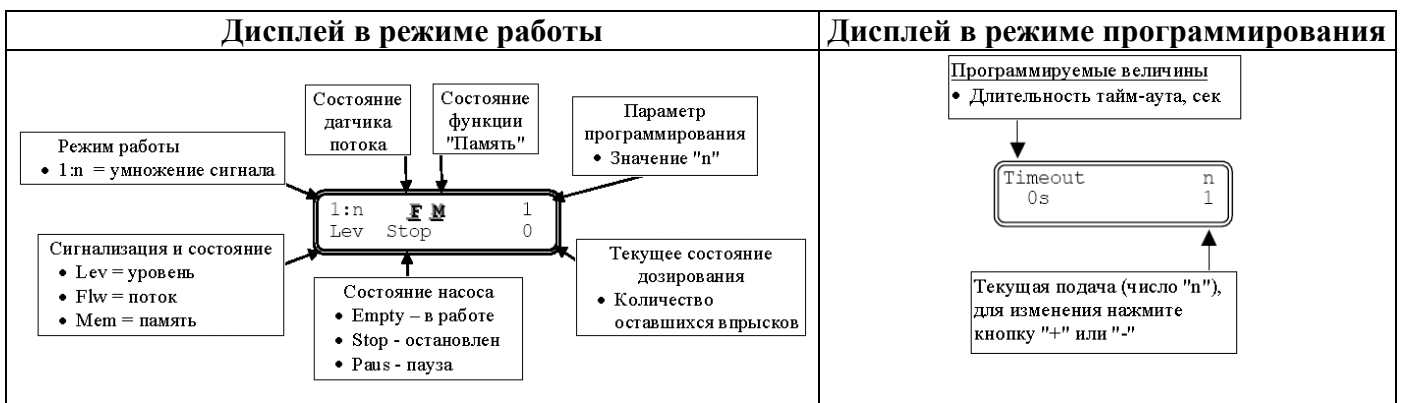 Дисплей в режиме работы
Дисплей в режиме программирования
Режим работы
• 1:n = умножение сигнала
Состояние
датчика
потока
Состояние
функции
"Память"
Параметр
программирования
• Значение "n"
1:n F M 1
Lev Stop 0
Сигнализация и состояние
• Lev = уровень
• Flw = поток
• Mem = память
Состояние насоса
• Empty – в работе
• Stop - остановлен
• Paus - пауза
Текущее состояние
дозирования
• Количество
оставшихся впрысков
Программируемые величины
• Длительность тайм-аута, сек
Timeout n
0s 1
Текущая подача (число "n"),
для изменения нажмите
кнопку "+" или "-"